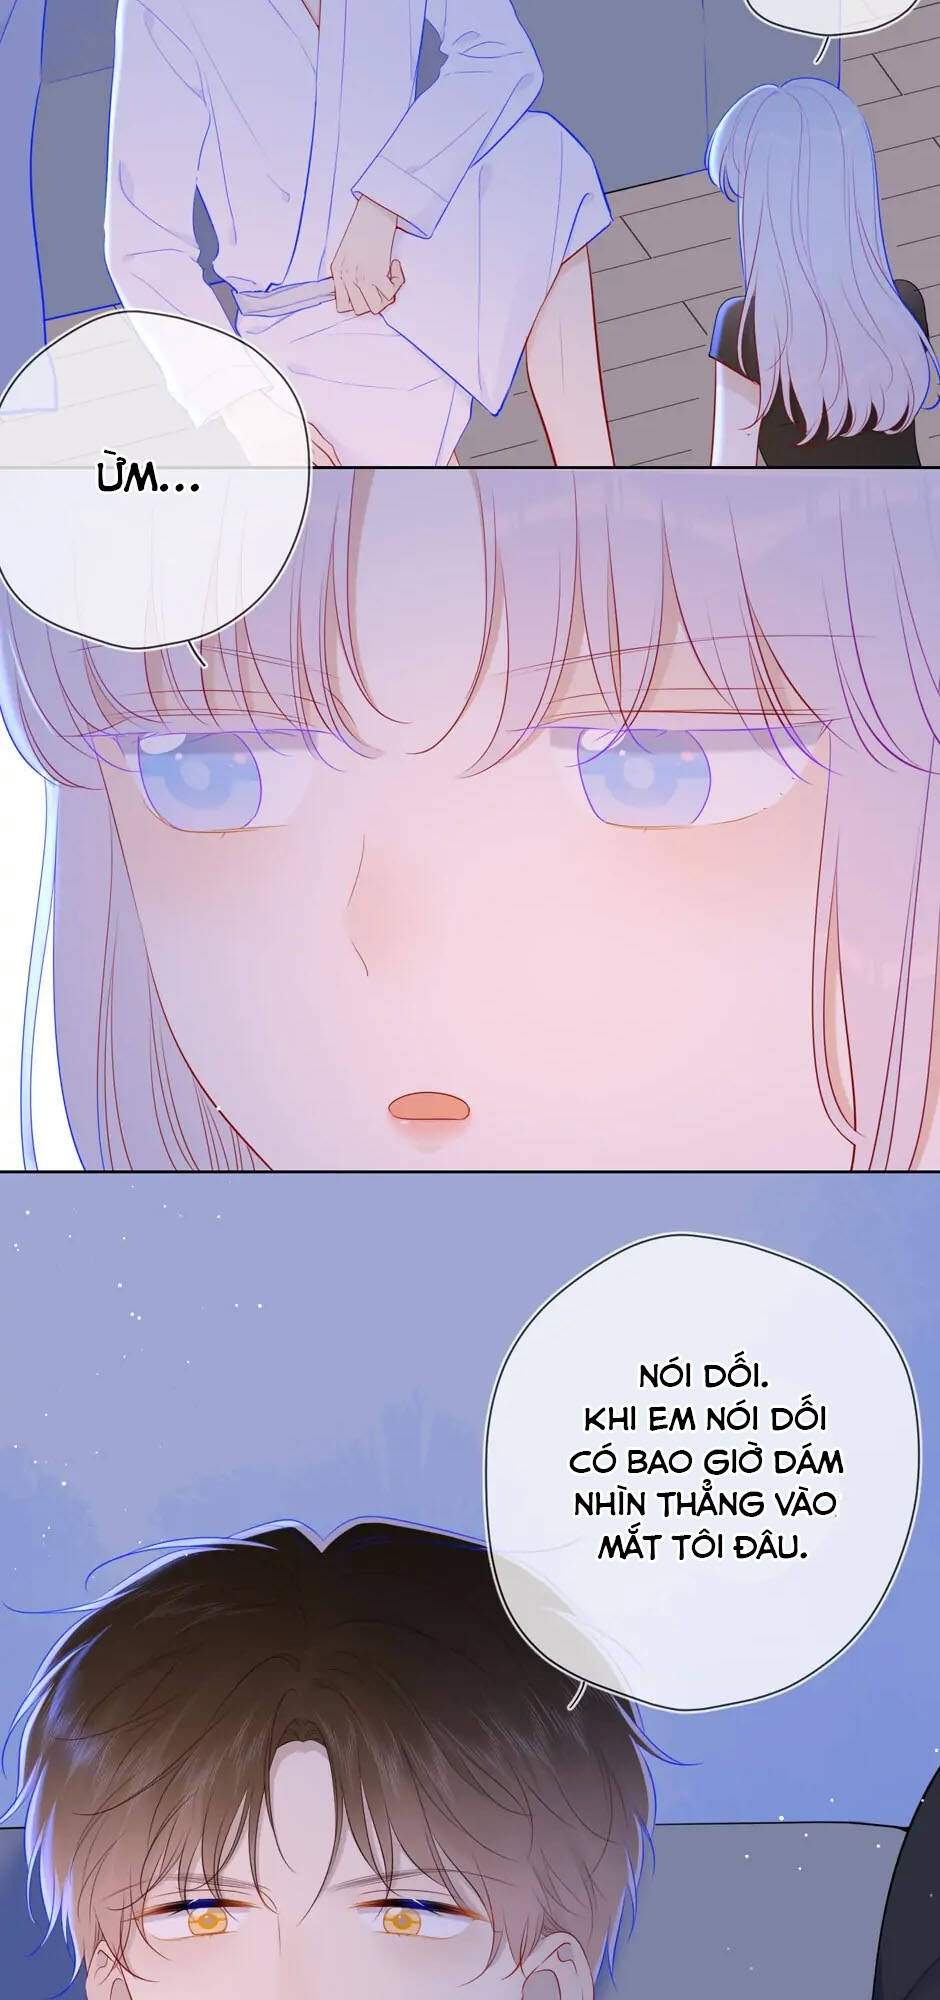 ỪM...
NÓI DỐI.
KHI EM NÓI DỐI
CÓ BAO GIỜ DÁM
NHÌN THẲNG VÀO
MẮT TÔI ĐÂU.